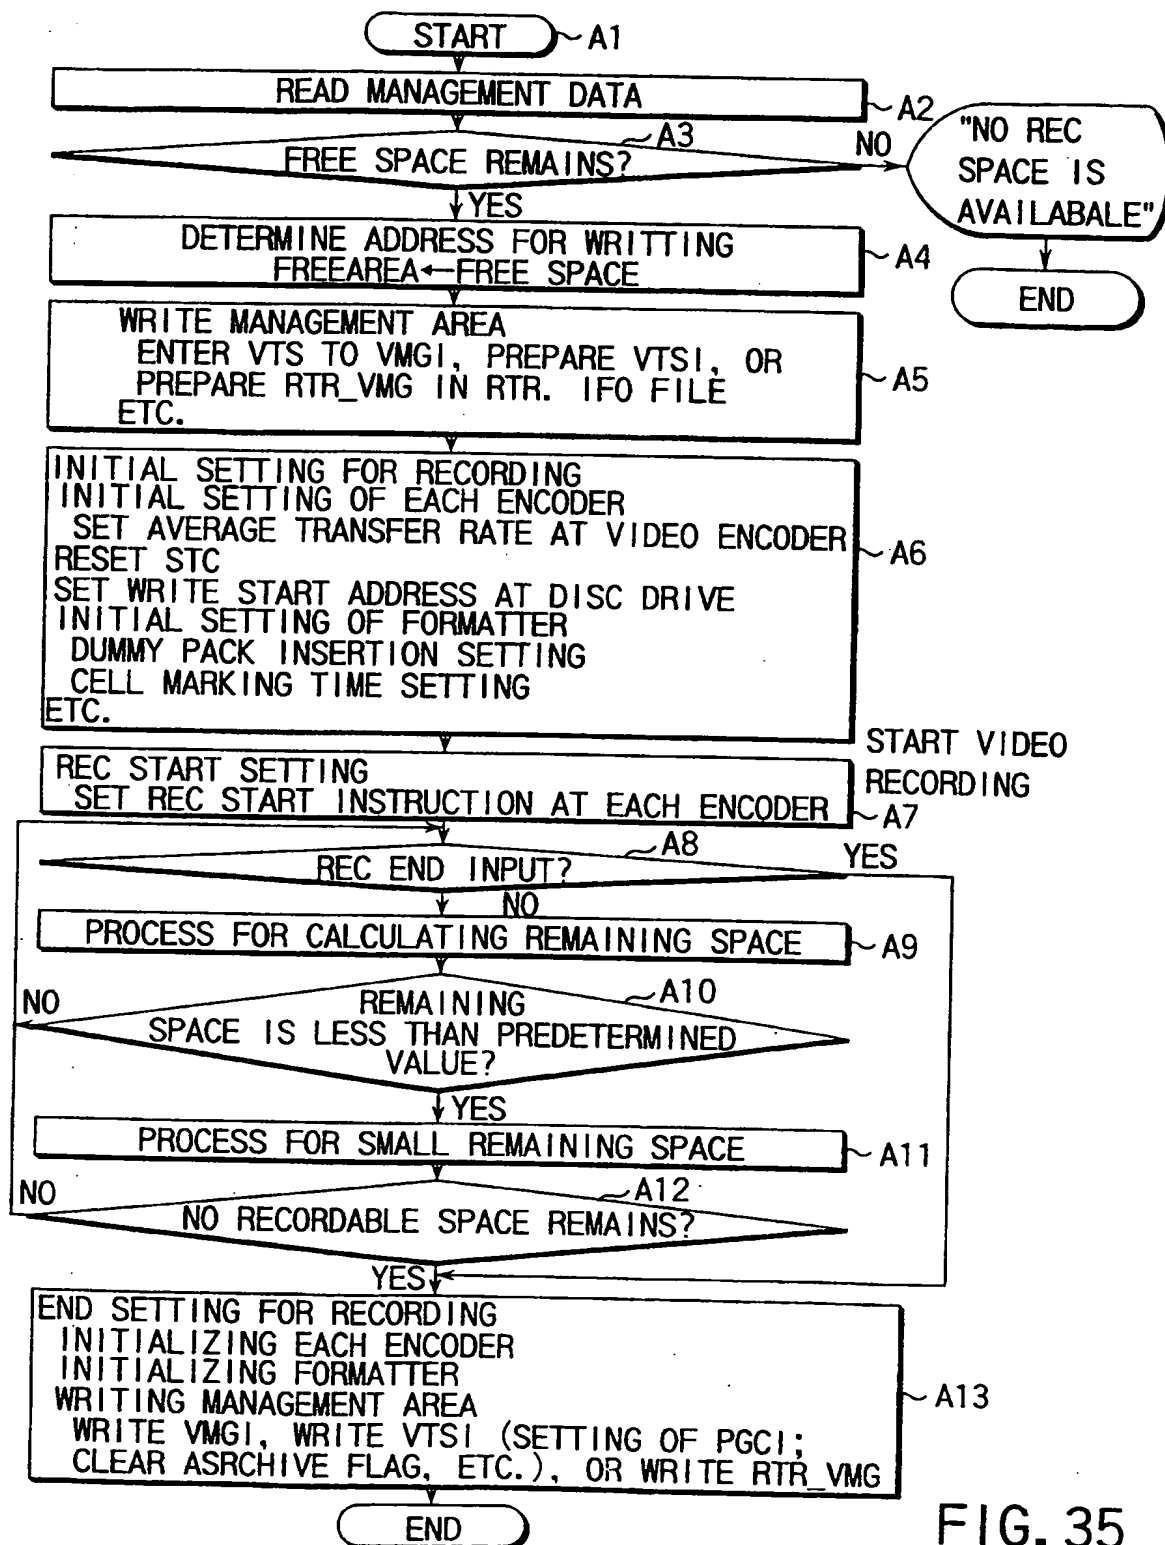 START
A1
READ MANAGEMENT DATA
A2
FREE SPACE REMAINS?
A3
NO
"NO REC
SPACE IS
AVAILABALE"
END
YES
DETERMINE ADDRESS FOR WRITTING
FREEAREA←FREE SPACE
A4
WRITE MANAGEMENT AREA
ENTER VTS TO VMGI, PREPARE VTSI, OR
PREPARE RTR_VMG IN RTR. IFO FILE
ETC.
A5
INITIAL SETTING FOR RECORDING
INITIAL SETTING OF EACH ENCODER
SET AVERAGE TRANSFER RATE AT VIDEO ENCODER
RESET STC
SET WRITE START ADDRESS AT DISC DRIVE
INITIAL SETTING OF FORMATTER
DUMMY PACK INSERTION SETTING
CELL MARKING TIME SETTING
ETC.
A6
START VIDEO
RECORDING
REC START SETTING
SET REC START INSTRUCTION AT EACH ENCODER
A7
REC END INPUT?
A8
YES
NO
PROCESS FOR CALCULATING REMAINING SPACE
A9
REMAINING
SPACE IS LESS THAN PREDETERMINED
VALUE?
A10
NO
YES
PROCESS FOR SMALL REMAINING SPACE
A11
NO RECORDABLE SPACE REMAINS?
A12
NO
YES
END SETTING FOR RECORDING
INITIALIZING EACH ENCODER
INITIALIZING FORMATTER
WRITING MANAGEMENT AREA
WRITE VMGI, WRITE VTSI (SETTING OF PGCI;
CLEAR ASRCHIVE FLAG, ETC.), OR WRITE RTR_VMG
A13
END
FIG. 35